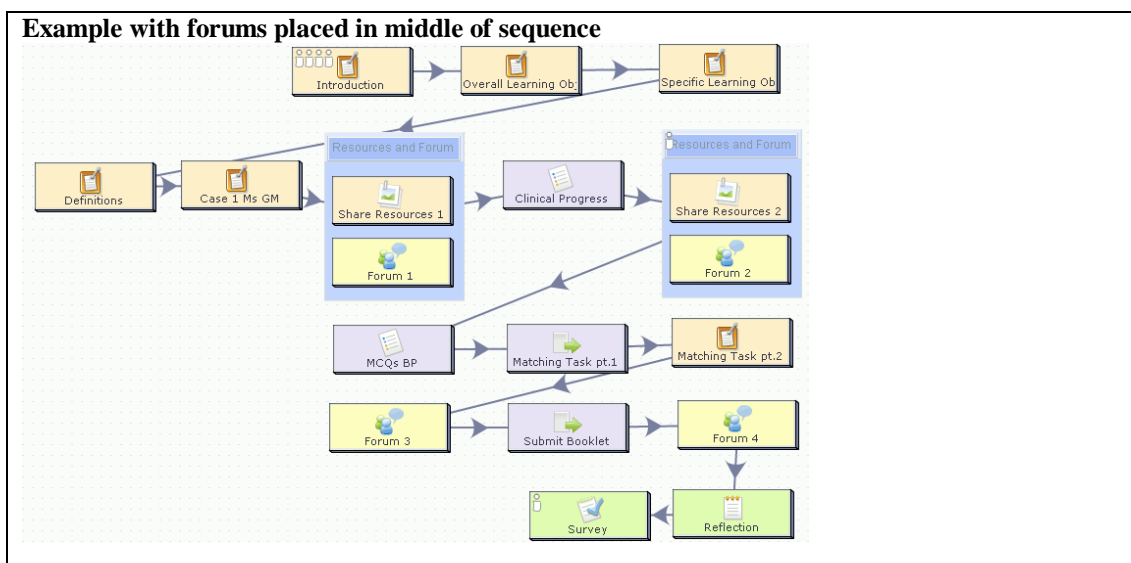 Example with forums placed in middle of sequence
Introduction
Overall Learning Ob
Specific Learning Ob
Definitions
Case 1 Ms GM
Resources and Forum
Share Resources 1
Forum 1
Clinical Progress
Resources and Forum
Share Resources 2
Forum 2
MCQs BP
Matching Task pt.1
Matching Task pt.2
Forum 3
Submit Booklet
Forum 4
Survey
Reflection